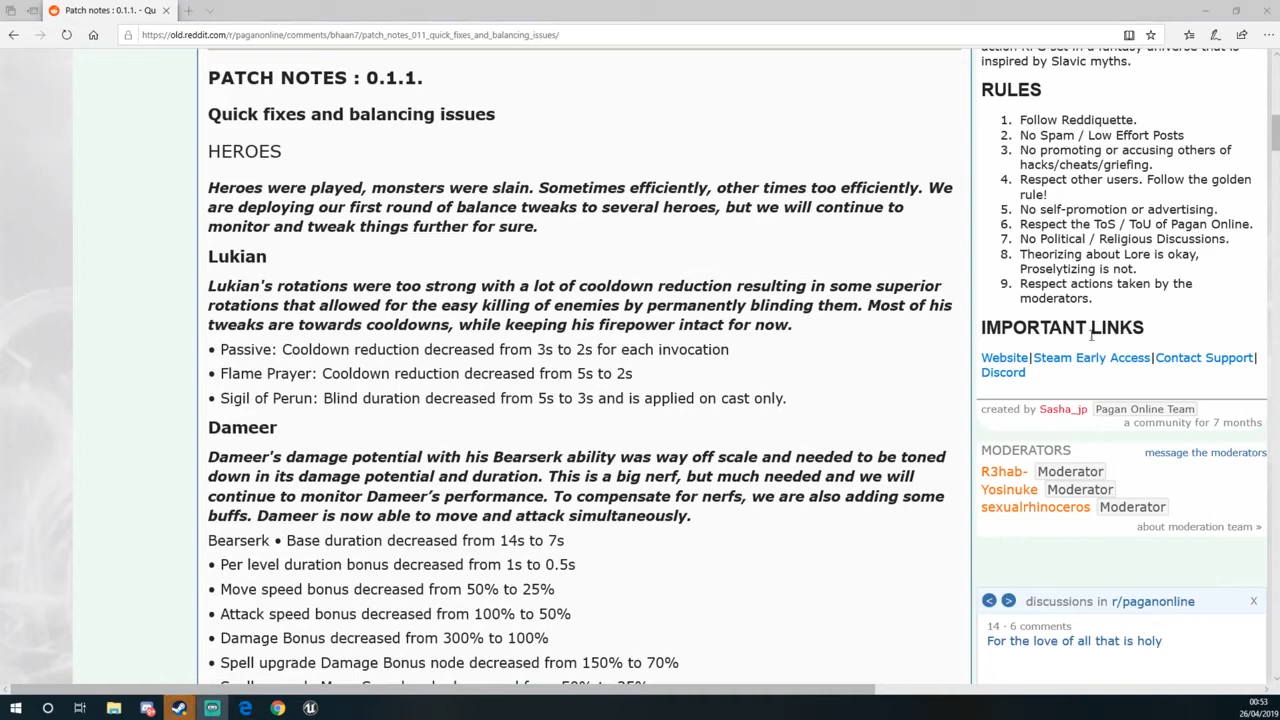 Patch notes : 0.1.1. - Qu
https://old.reddit.com/r/paganonline/comments/bhaan7/patch_notes_011_quick_fixes_and_balancing_issues/
PATCH NOTES : 0.1.1.
Quick fixes and balancing issues
HEROES
Heroes were played, monsters were slain. Sometimes efficiently, other times too efficiently. We
are deploying our first round of balance tweaks to several heroes, but we will continue to
monitor and tweak things further for sure.
Lukian
Lukian's rotations were too strong with a lot of cooldown reduction resulting in some superior
rotations that allowed for the easy killing of enemies by permanently blinding them. Most of his
tweaks are towards cooldowns, while keeping his firepower intact for now.
• Passive: Cooldown reduction decreased from 3s to 2s for each invocation
• Flame Prayer: Cooldown reduction decreased from 5s to 2s
• Sigil of Perun: Blind duration decreased from 5s to 3s and is applied on cast only.
Dameer
Dameer's damage potential with his Bearserk ability was way off scale and needed to be toned
down in its damage potential and duration. This is a big nerf, but much needed and we will
continue to monitor Dameer’s performance. To compensate for nerfs, we are also adding some
buffs. Dameer is now able to move and attack simultaneously.
Bearserk • Base duration decreased from 14s to 7s
• Per level duration bonus decreased from 1s to 0.5s
• Move speed bonus decreased from 50% to 25%
• Attack speed bonus decreased from 100% to 50%
• Damage Bonus decreased from 300% to 100%
• Spell upgrade Damage Bonus node decreased from 150% to 70%
action RPG set in a fantasy universe that is
inspired by Slavic myths.
RULES
1. Follow Reddiquette.
2. No Spam / Low Effort Posts
3. No promoting or accusing others of
hacks/cheats/griefing.
4. Respect other users. Follow the golden
rule!
5. No self-promotion or advertising.
6. Respect the ToS / ToU of Pagan Online.
7. No Political / Religious Discussions.
8. Theorizing about Lore is okay,
Proselytizing is not.
9. Respect actions taken by the
moderators.
IMPORTANT LINKS
Website|Steam Early Access|Contact Support|
Discord
created by Sasha_jp Pagan Online Team
a community for 7 months
MODERATORS
message the moderators
R3hab- Moderator
Yosinuke Moderator
sexualrhinoceros Moderator
about moderation team »
discussions in r/paganonline X
14 · 6 comments
For the love of all that is holy
00:53
26/04/2019